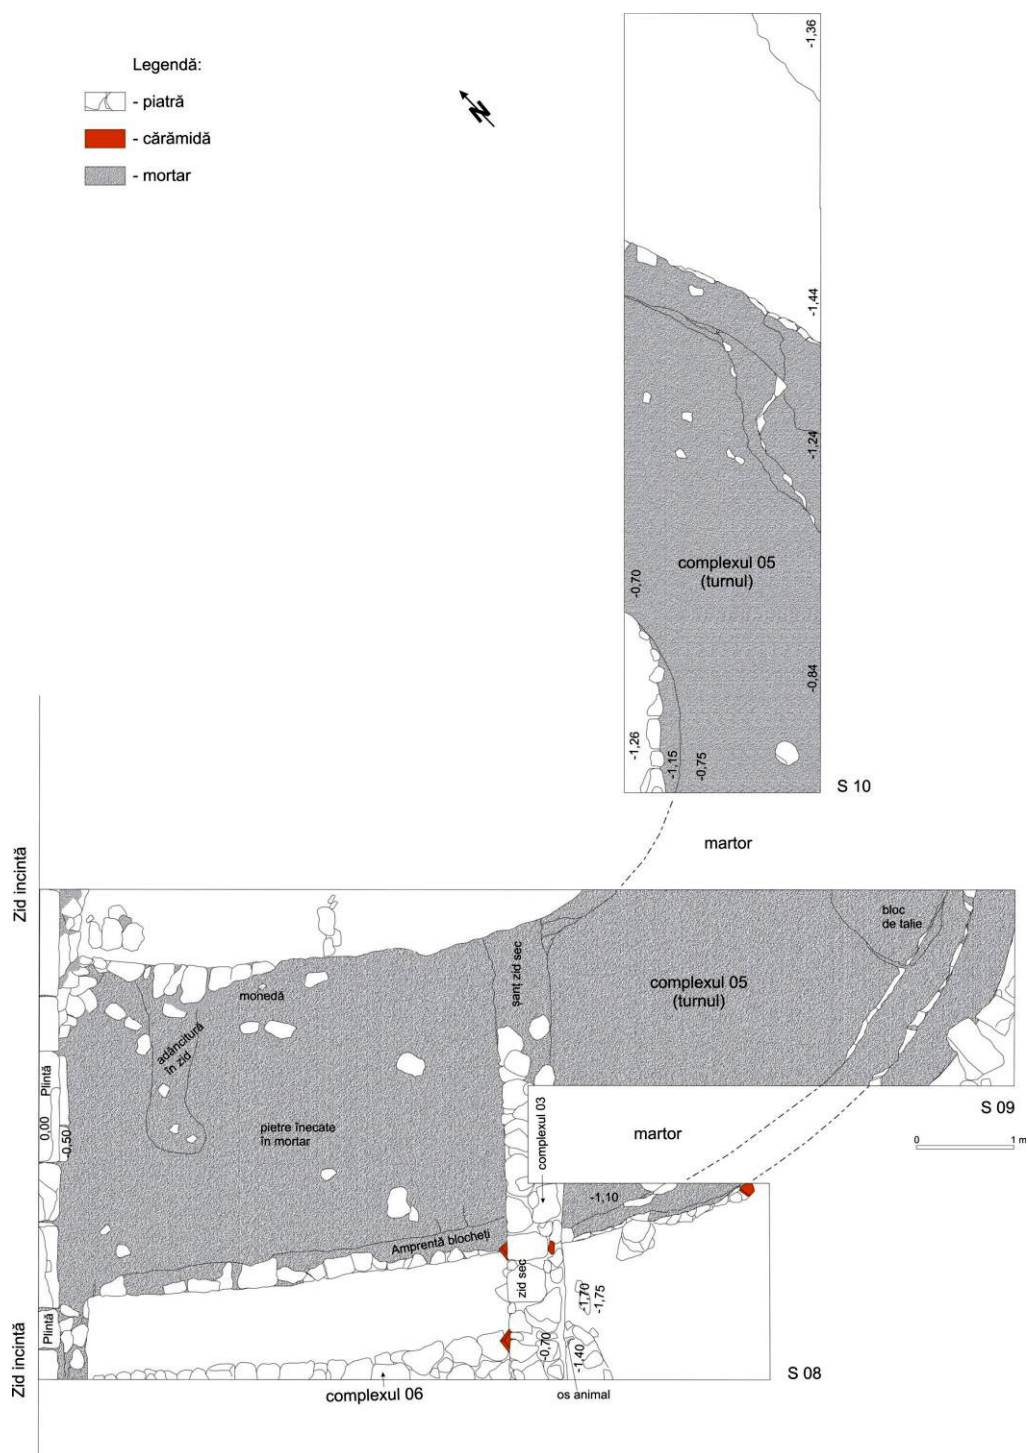 Legendă:
- piatră
- cărămidă
- mortar
N
-1,36
-1,44
-1,24
complexul 05
(turnul)
-0,70
-0,84
-1,26
-1,15
-0,75
S 10
martor
Zid incintă
bloc
de talie
șanț zid sec
monedă
complexul 05
(turnul)
adâncitură
în zid
Plintă
0,00
-0,50
pietre înecate
în mortar
complexul 03
martor
S 09
0
1 m
-1,10
Amprentă blocheți
zid sec
-1,70
-1,75
Plintă
-0,70
-1,40
Zid incintă
S 08
complexul 06
os animal